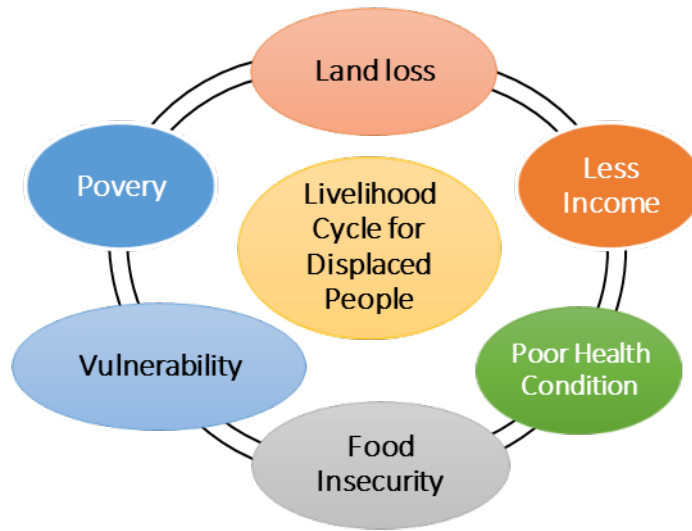 Land loss
Less
Income
Poor Health
Condition
Food
Insecurity
Vulnerability
Povery
Livelihood
Cycle for
Displaced
People